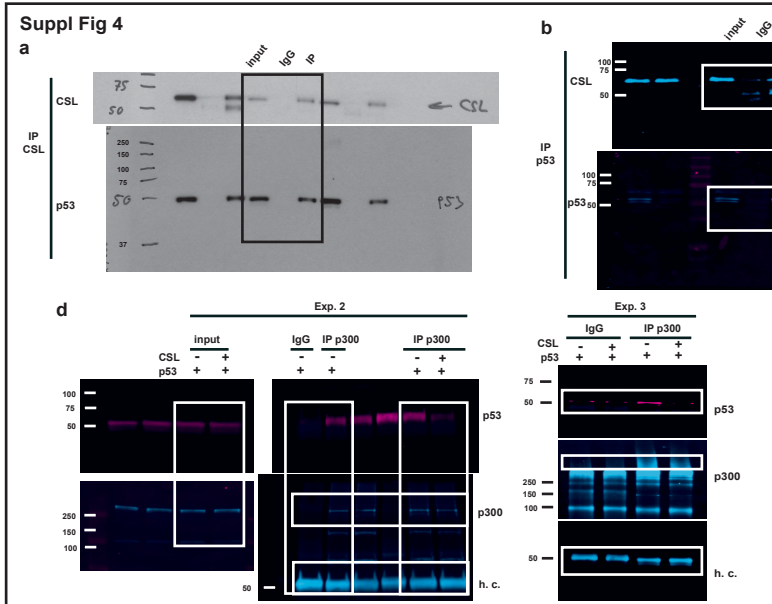 Suppl Fig 4
a
input IgG IP
IP
CSL
CSL
75
50
← CSL
p53
250
150
100
75
50
37
p53
b
input IgG
IP
p53
CSL
100
75
50
p53
100
75
50
d
Exp. 2
input IgG IP p300 IP p300
CSL - + - - - +
p53 + + + + + +
100
75
50
p53
250
150
100
p300
50
h. c.
Exp. 3
IgG IP p300
CSL - + - +
p53 + + + +
75
50
p53
250
150
100
p300
50
h. c.